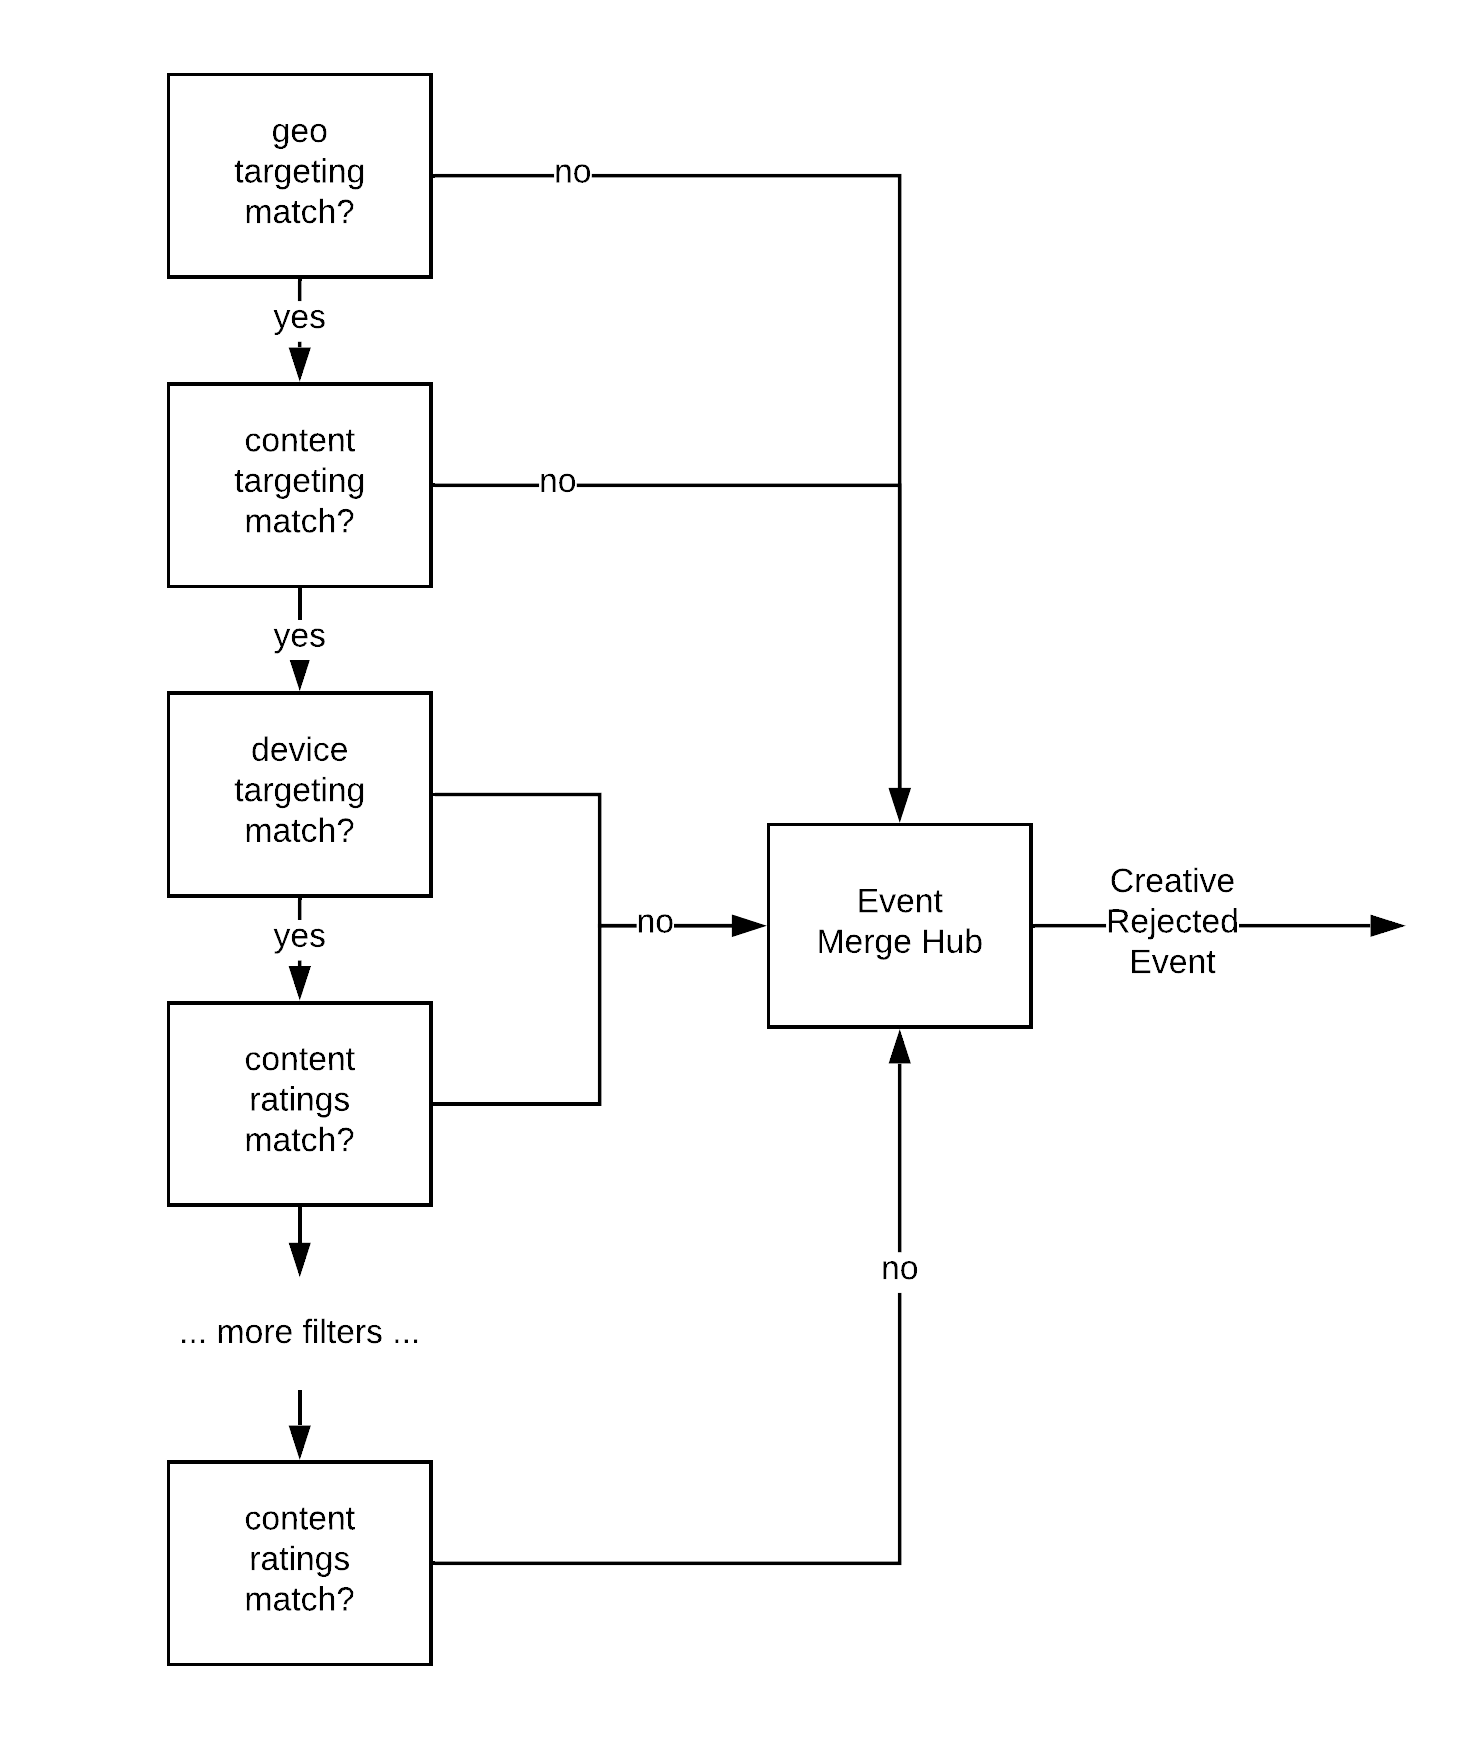 geo
targeting
match?
no
yes
content
targeting
match?
no
yes
device
targeting
match?
yes
no
Event
Merge Hub
Creative
Rejected
Event
content
ratings
match?
no
... more filters ...
content
ratings
match?